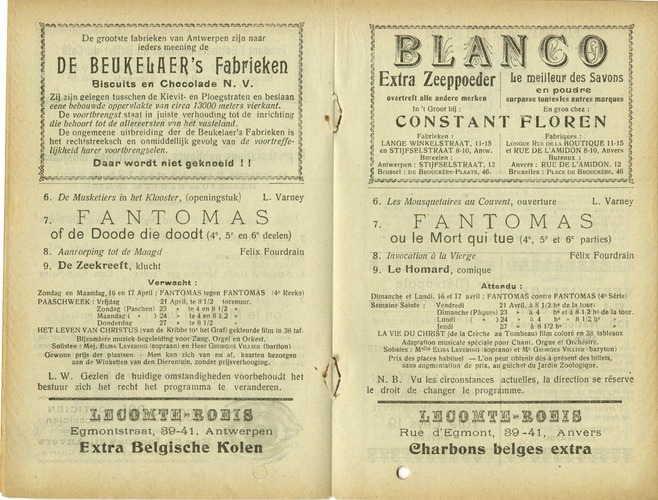 De grootste fabrieken van Antwerpen zijn naar
ieders meening de
DE BEUKELAER's Fabrieken
Biscuits en Chocolade N. V.
Zij zijn gelegen tusschen de Kievit- en Ploegstraten en beslaan
eene bebouwde oppervlakte van circa 13000 meters vierkant.
De voortbrengst staat in juiste verhouding tot de inrichting
die behoort tot de allereersten van het vasteland.
De ongemeene uitbreiding der de Beukelaer's Fabrieken is
het rechtstreeksch en onmiddelijk gevolg van de voortreffe-
lijkheid harer voortbrengselen.
Daar wordt niet geknoeid !!
6. De Musketiers in het Klooster, (openingstuk) L. Varney
7. FANTOMAS
of de Doode die doodt (4e, 5e en 6e deelen)
8. Aanroeping tot de Maagd Felix Fourdrain
9. De Zeekreeft, klucht
Verwacht :
Zondag en Maandag, 16 en 17 April ; FANTOMAS tegen FANTOMAS (4e Reeks)
PAASCHWEEK : Vrijdag 21 April, te 8 1/2 torenuur.
Zondag (Paschen) 23 » te 4 en 8 1/2 »
Maandag ( » ) 24 » te 4 en 8 1/2 »
Donderdag 27 » te 8 1/2 »
HET LEVEN VAN CHRISTUS (van de Kribbe tot het Graf) gekleurde film in 38 taf.
Bijzondere muziek-begeleiding voor Zang, Orgel en Orkest.
Solisten : Mej. Elisa Levering (soprano) en Heer Georges Villier (bariton)
Gewone prijs der plaatsen. — Men kan zich van nu af, kaarten bezorgen
aan de Winketten van den Dierentuin, zonder prijsverhooging.
L. W. Gezien de huidige omstandigheden voorbehoudt het
bestuur zich het recht het programma te veranderen.
LECOMTE-ROEIS
Egmontstraat, 39-41, Antwerpen
Extra Belgische Kolen
BLANCO
Extra Zeeppoeder
overtreft alle andere merken
In 't Groot bij :
Le meilleur des Savons
en poudre
surpasse toutes les autres marques
En gros chez :
CONSTANT FLOREN
Fabrieken :
LANGE WINKELSTRAAT, 11-15
en STIJFSELSTRAAT 8-10, Antw.
Bureelen :
Antwerpen : STIJFSELSTRAAT, 12
Brussel : de Brouckère-Plaats, 46.
Fabriques :
Longue Rue de la Boutique 11-15
et RUE DE L'AMIDON, 8-10, Anvers
Bureaux :
Anvers : RUE DE L'AMIDON, 12
Bruxelles : Place de Brouckère, 46
6. Les Mousquetaires au Couvent, ouverture L. Varney
7. FANTOMAS
ou le Mort qui tue (4e, 5e et 6e parties)
8. Invocation à la Vierge Félix Fourdrain
9. Le Homard, comique
Attendu :
Dimanche et Lundi, 16 et 17 avril : FANTOMAS contre FANTOMAS (4e Série)
Semaine Sainte : Vendredi 21 Avril, à 8 1/2 he de la tour.
Dimanche (Pâques) 23 » à 4 he et à 8 1/2 he de la tour.
Lundi ( » ) 24 » à 4 he » 8 1/2 he »
Jeudi 27 » à 8 1/2 he »
LA VIE DU CHRIST (de la Crèche au Tombeau) film colorié en 38 tableaux
Adaptation musicale spéciale pour Chant, Orgue et Orchestre.
Solistes : Mlle Elisa Levering (soprano) et Mr Georges Villier (baryton)
Prix des places habituel — L'on peut obtenir dès-à-présent des billets,
sans augmentation de prix, au guichet du Jardin Zoologique.
N. B. Vu les circonstances actuelles, la direction se réserve
le droit de changer le programme.
LECOMTE-ROEIS
Rue d'Egmont, 39-41, Anvers
Charbons belges extra